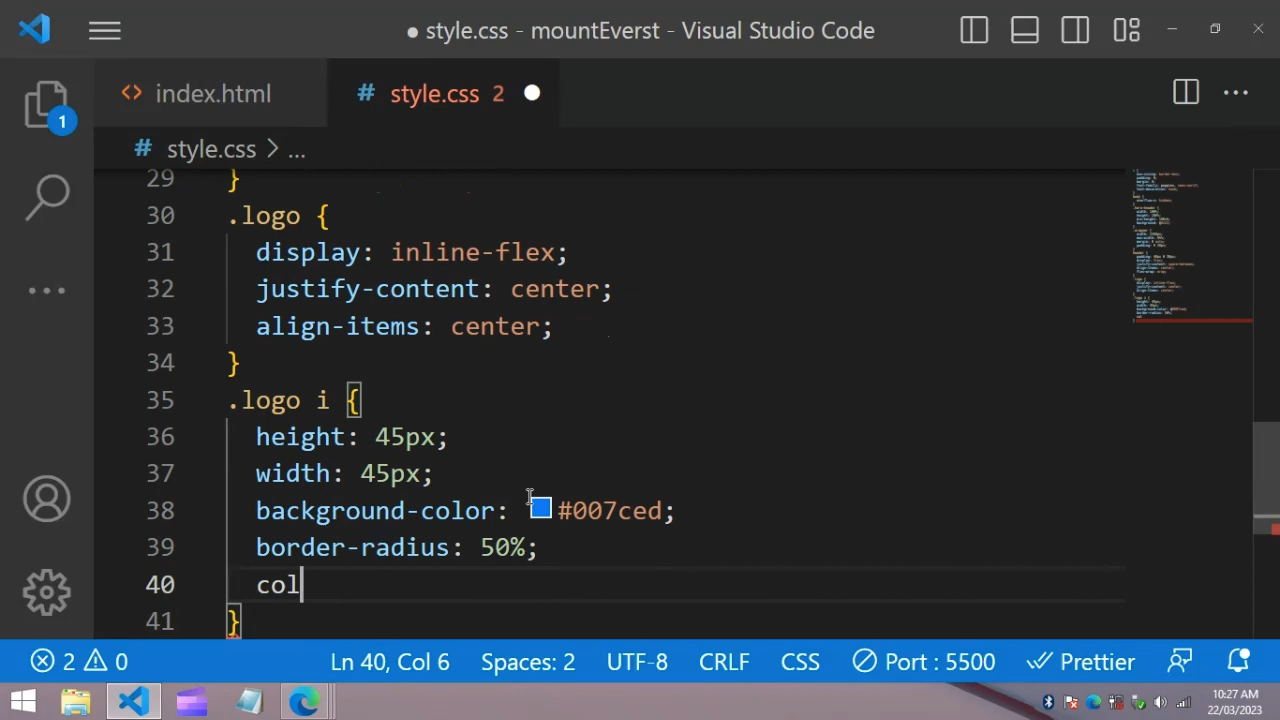 style.css - mountEverst - Visual Studio Code
index.html
# style.css 2
# style.css > ...
29 }
30 .logo {
31 display: inline-flex;
32 justify-content: center;
33 align-items: center;
34 }
35 .logo i {
36 height: 45px;
37 width: 45px;
38 background-color: #007ced;
39 border-radius: 50%;
40 col
41 }
1
2 0 Ln 40, Col 6 Spaces: 2 UTF-8 CRLF CSS Port : 5500 Prettier
10:27 AM
22/03/2023